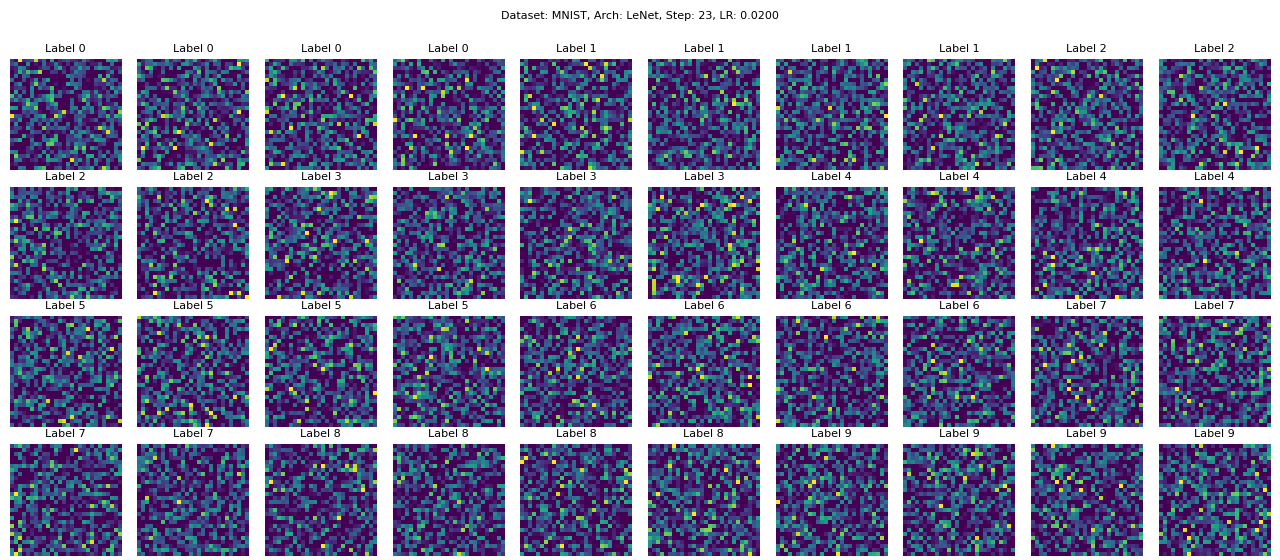 Dataset: MNIST, Arch: LeNet, Step: 23, LR: 0.0200
Label 0 Label 0 Label 0 Label 0 Label 1 Label 1 Label 1 Label 1 Label 2 Label 2
Label 2 Label 2 Label 3 Label 3 Label 3 Label 3 Label 4 Label 4 Label 4 Label 4
Label 5 Label 5 Label 5 Label 5 Label 6 Label 6 Label 6 Label 6 Label 7 Label 7
Label 7 Label 7 Label 8 Label 8 Label 8 Label 8 Label 9 Label 9 Label 9 Label 9